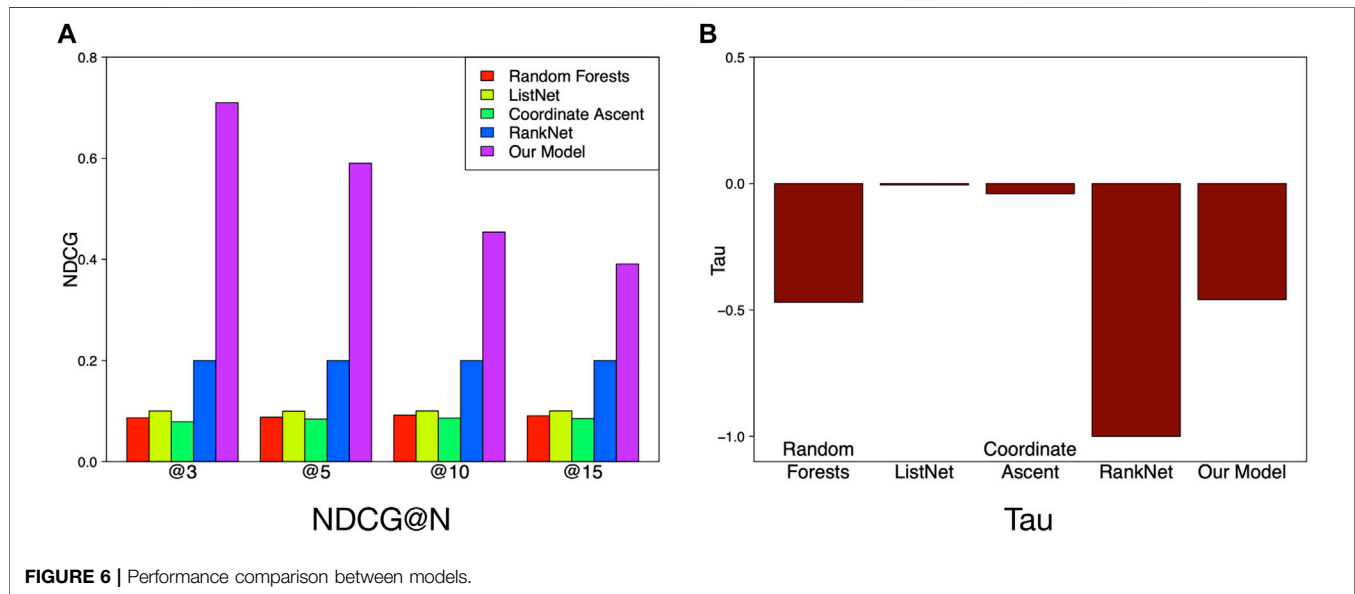 A
0.8
0.6
0.4
0.2
0.0
NDCG
Random Forests
ListNet
Coordinate Ascent
RankNet
Our Model
@3 @5 @10 @15
NDCG@N
B
0.5
0.0
−0.5
−1.0
Tau
Random Forests
ListNet
Coordinate Ascent
RankNet
Our Model
Tau
FIGURE 6 | Performance comparison between models.